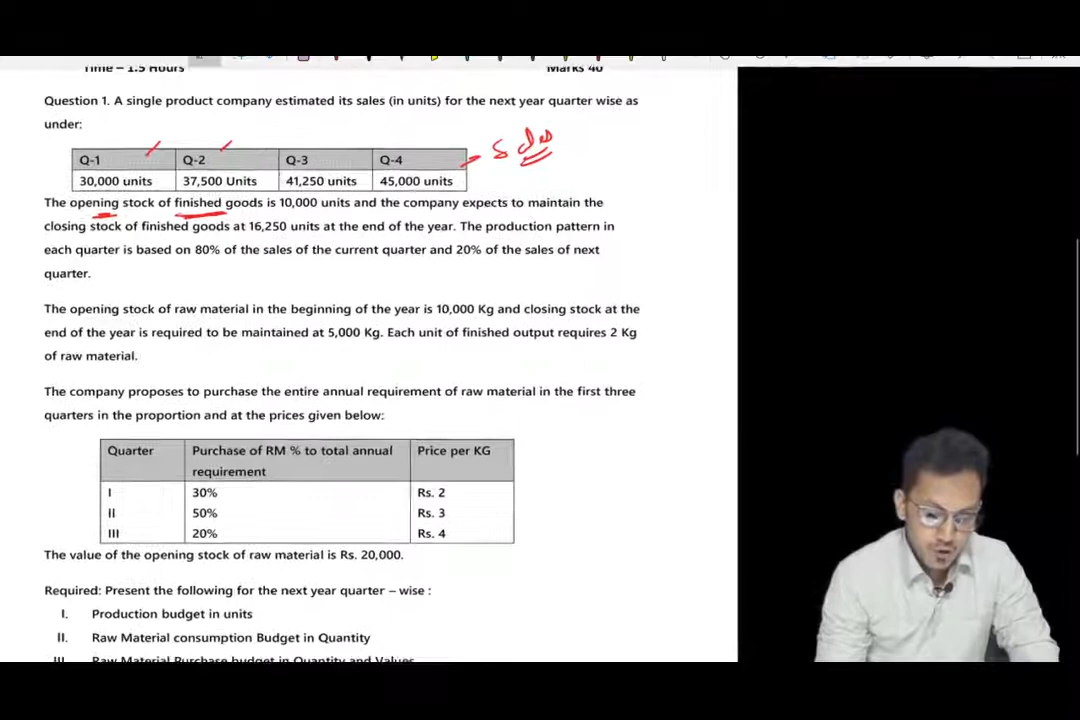 Time – 1.5 Hours Marks 40
Question 1. A single product company estimated its sales (in units) for the next year quarter wise as
under:
Q-1 Q-2 Q-3 Q-4
30,000 units 37,500 Units 41,250 units 45,000 units
The opening stock of finished goods is 10,000 units and the company expects to maintain the
closing stock of finished goods at 16,250 units at the end of the year. The production pattern in
each quarter is based on 80% of the sales of the current quarter and 20% of the sales of next
quarter.
The opening stock of raw material in the beginning of the year is 10,000 Kg and closing stock at the
end of the year is required to be maintained at 5,000 Kg. Each unit of finished output requires 2 Kg
of raw material.
The company proposes to purchase the entire annual requirement of raw material in the first three
quarters in the proportion and at the prices given below:
Quarter Purchase of RM % to total annual Price per KG
requirement
I 30% Rs. 2
II 50% Rs. 3
III 20% Rs. 4
The value of the opening stock of raw material is Rs. 20,000.
Required: Present the following for the next year quarter – wise :
I. Production budget in units
II. Raw Material consumption Budget in Quantity
III. Raw Material Purchase budget in Quantity and Values